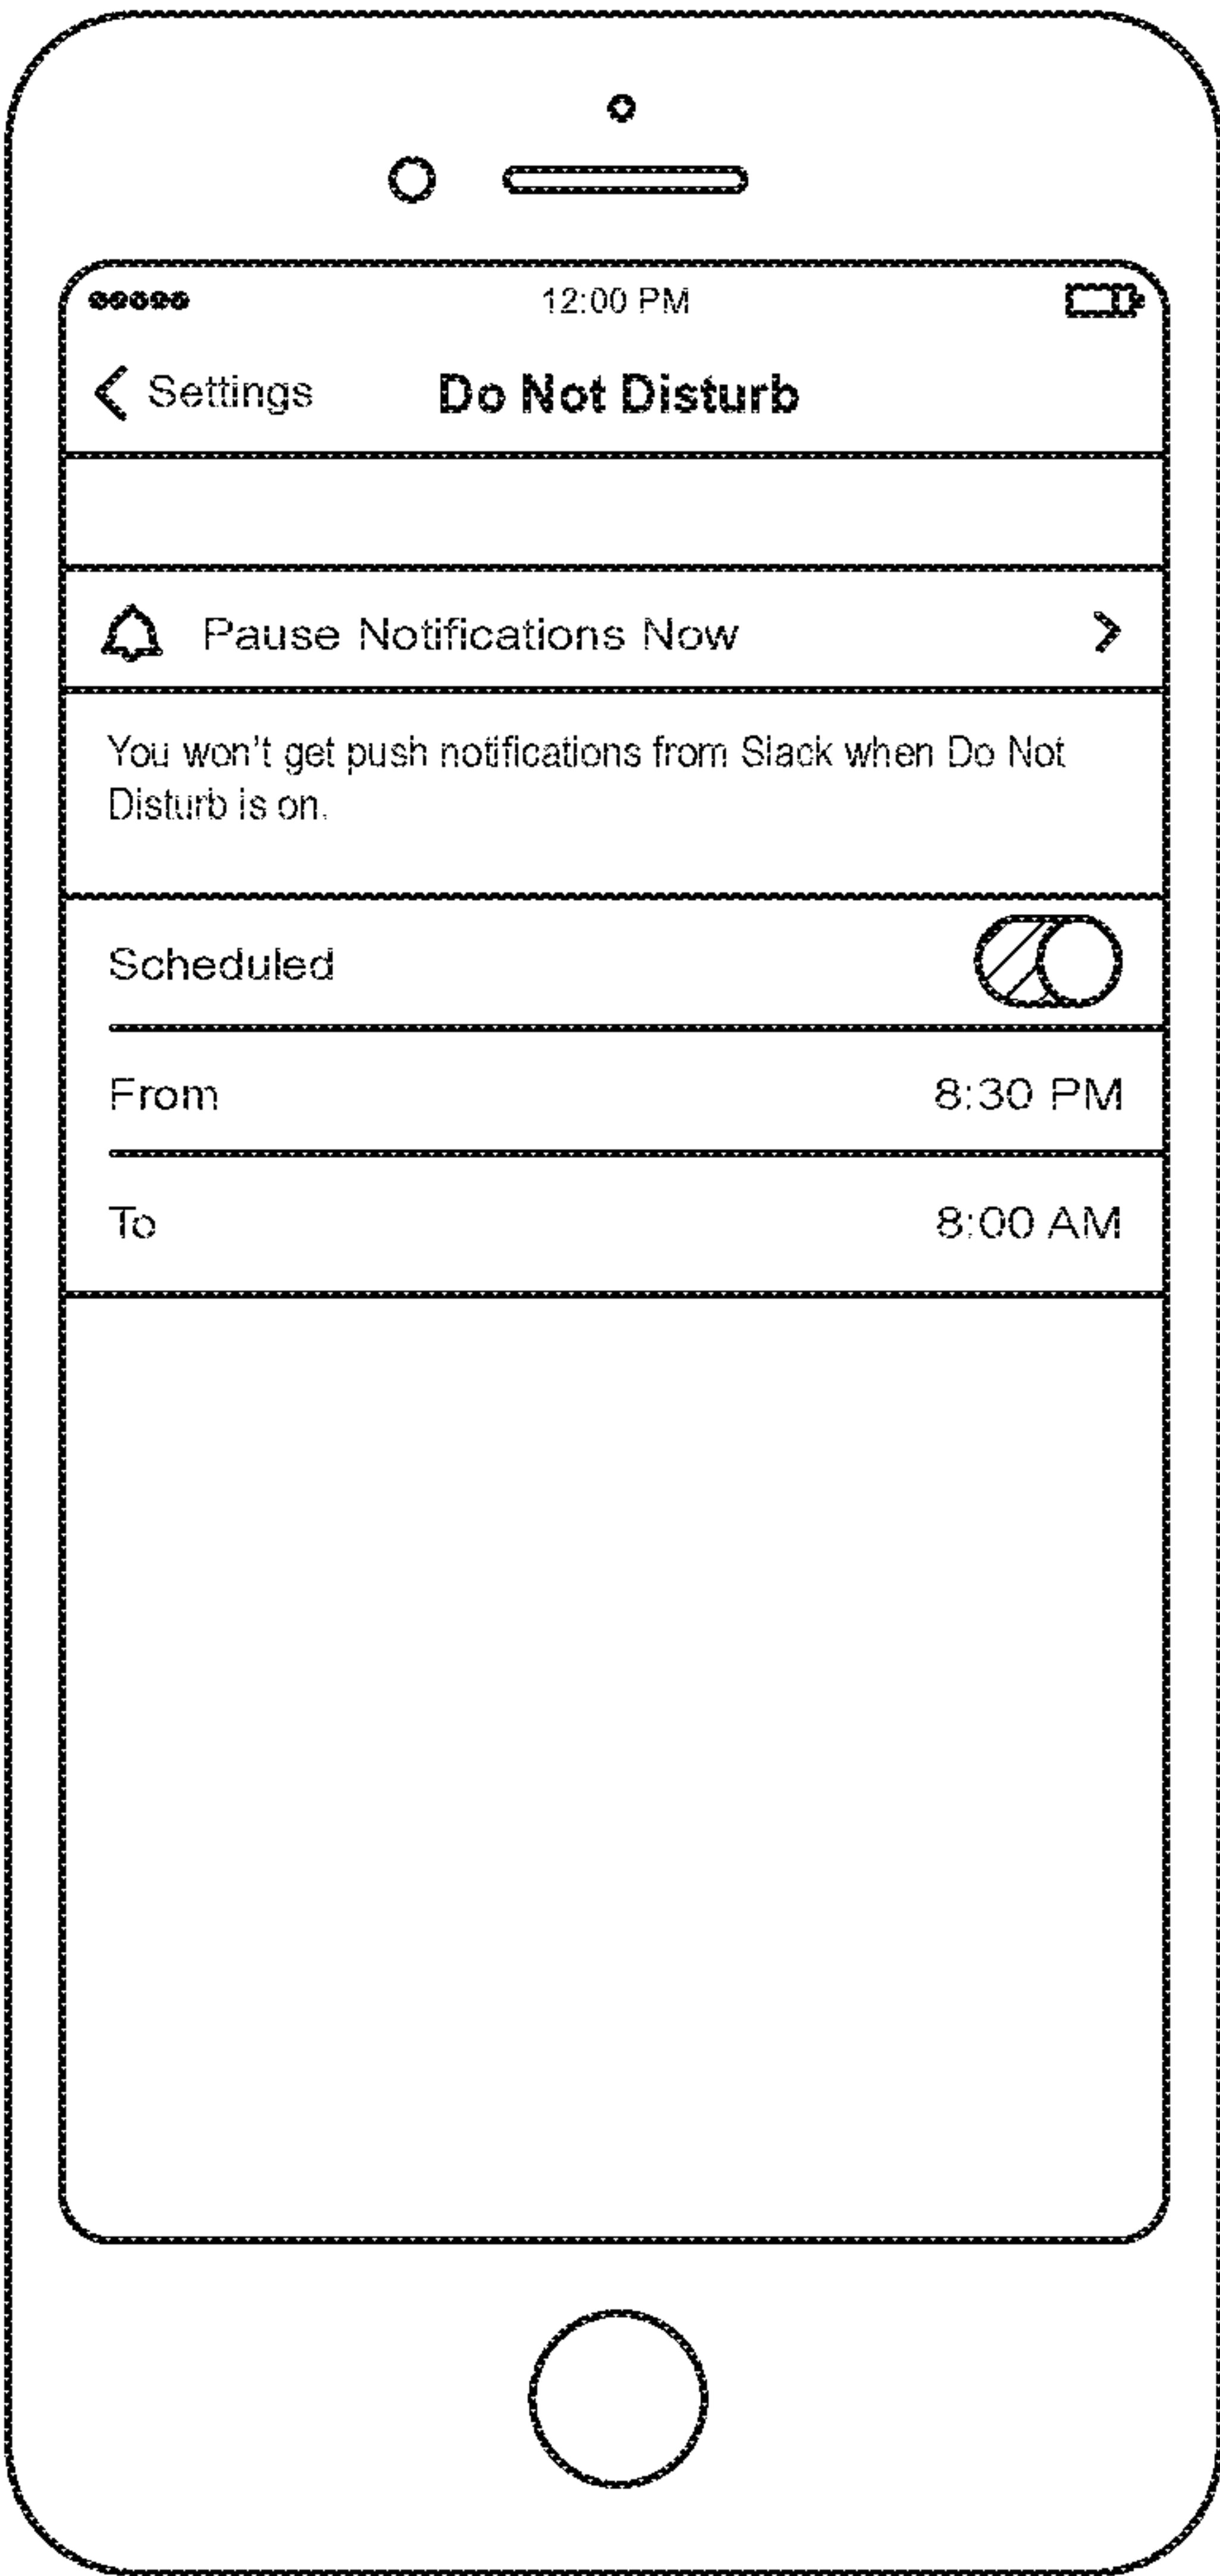 12:00 PM
Settings Do Not Disturb
Pause Notifications Now
You won't get push notifications from Slack when Do Not
Disturb is on.
Scheduled
From 8:30 PM
To 8:00 AM